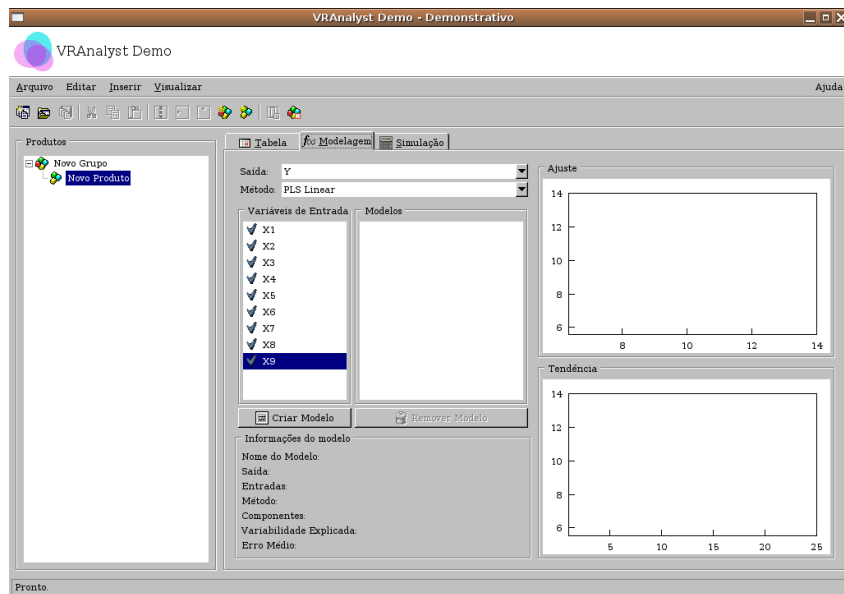 VRAnalyst Demo - Demonstrativo
VRAnalyst Demo
Arquivo Editar Inserir Visualizar Ajuda
Produtos
Novo Grupo
Novo Produto
Tabela f(x) Modelagem Simulação
Saída: Y
Método: PLS Linear
Variáveis de Entrada
X1
X2
X3
X4
X5
X6
X7
X8
X9
Modelos
Criar Modelo Remover Modelo
Informações do modelo
Nome do Modelo:
Saída:
Entradas:
Método:
Componentes:
Variabilidade Explicada:
Erro Médio:
Ajuste
14
12
10
8
6
8 10 12 14
Tendência
14
12
10
8
6
5 10 15 20 25
Pronto.